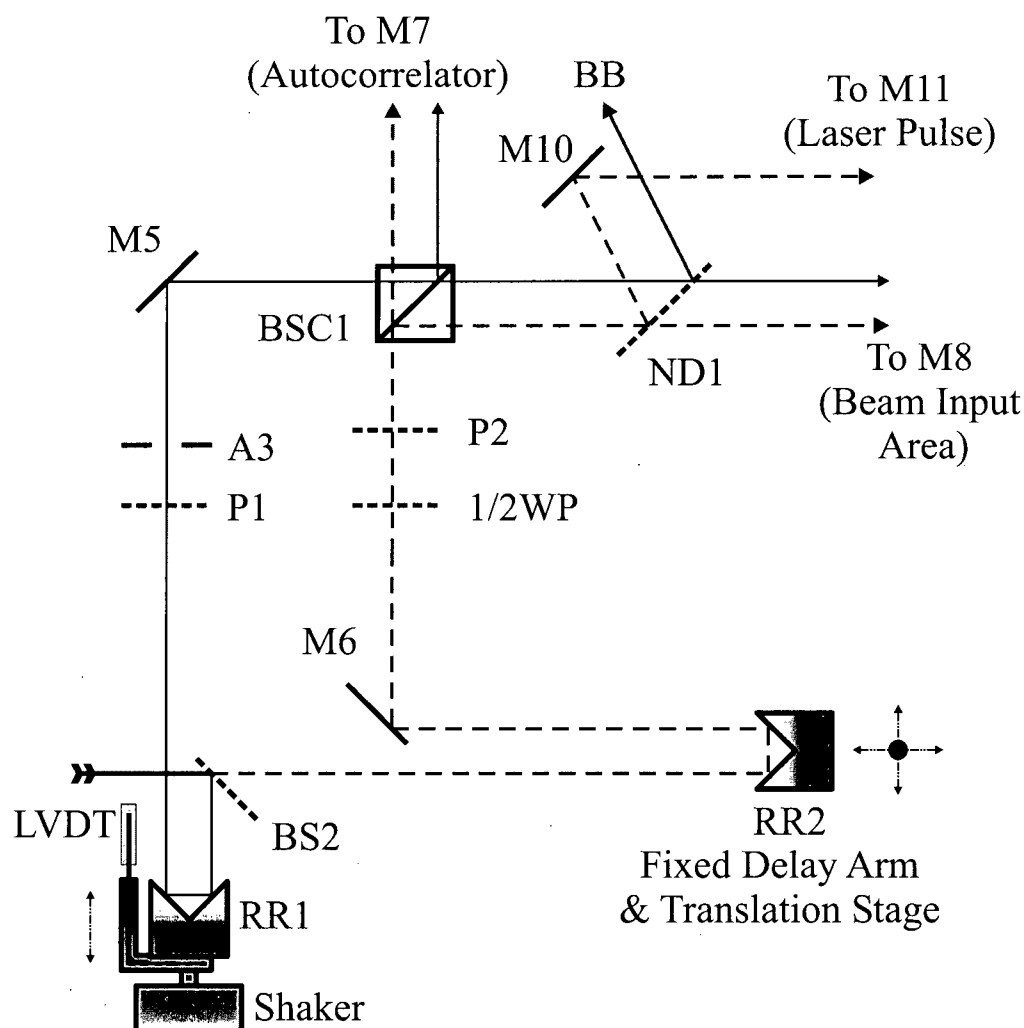 To M7
(Autocorrelator)
BB
To M11
(Laser Pulse)
M10
M5
BSC1
ND1
To M8
(Beam Input
Area)
A3
P2
P1
1/2WP
M6
LVDT
BS2
RR2
Fixed Delay Arm
& Translation Stage
RR1
Shaker